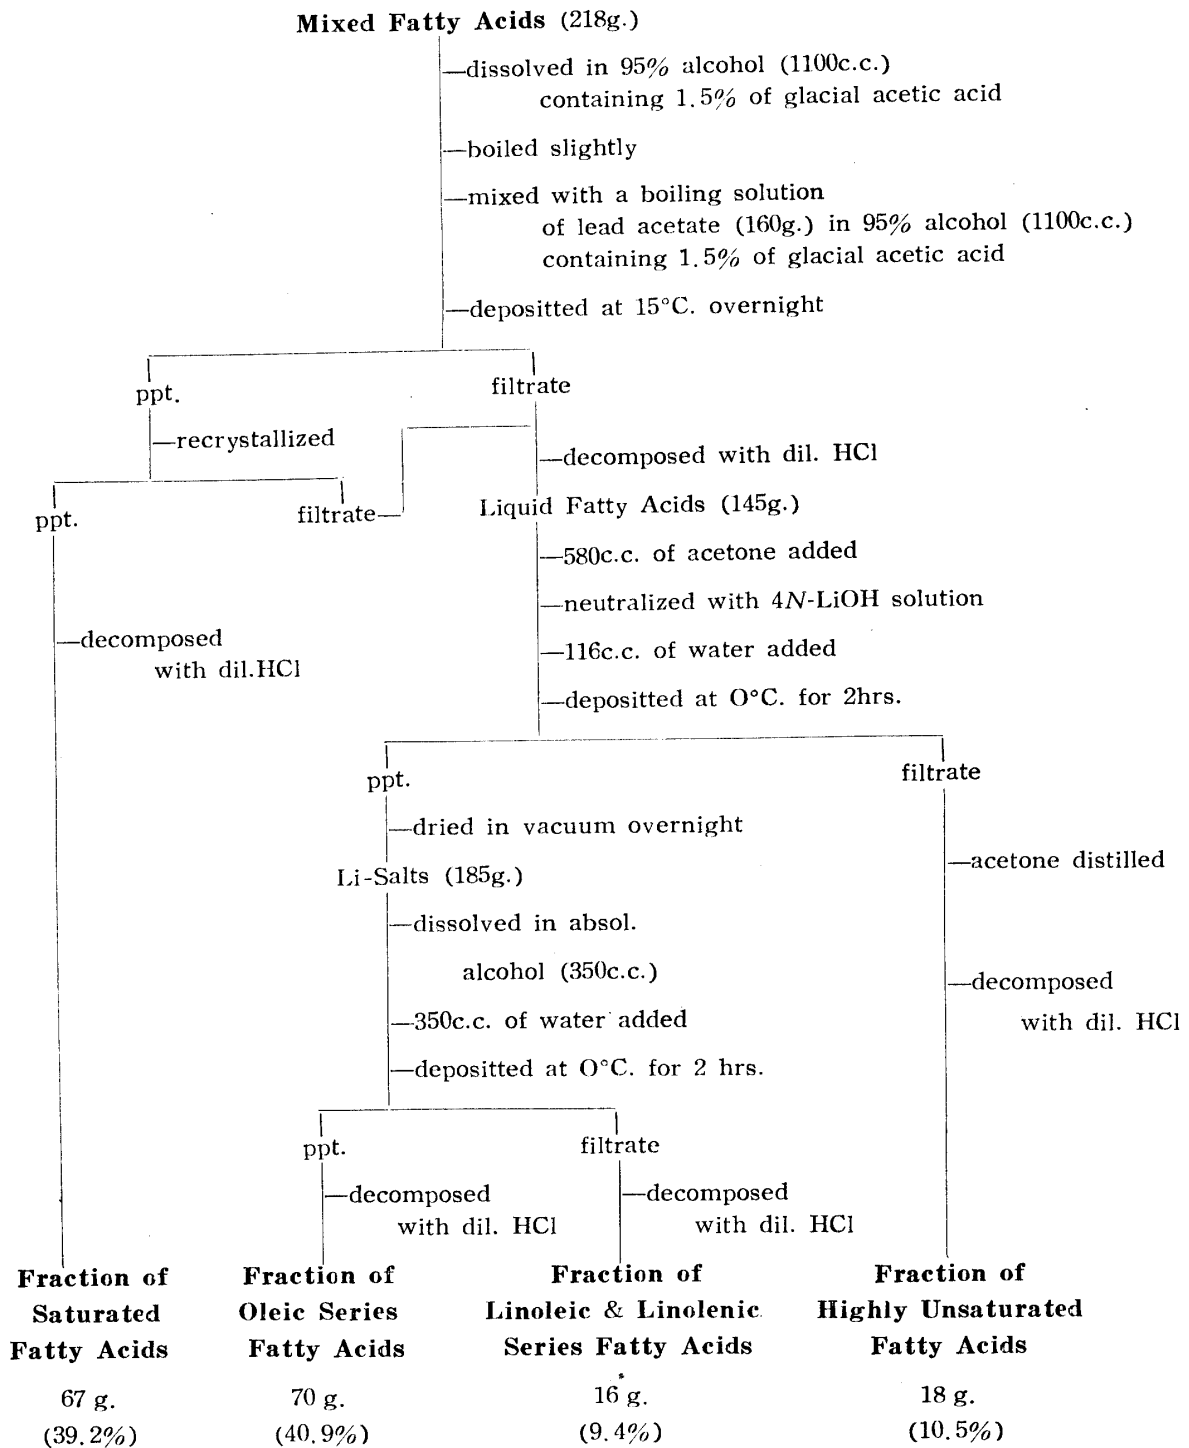 Mixed Fatty Acids (218g.)
—dissolved in 95% alcohol (1100c.c.)
containing 1.5% of glacial acetic acid
—boiled slightly
—mixed with a boiling solution
of lead acetate (160g.) in 95% alcohol (1100c.c.)
containing 1.5% of glacial acetic acid
—depositted at 15°C. overnight
ppt.
filtrate
—recrystallized
—decomposed with dil. HCl
ppt.
filtrate—
Liquid Fatty Acids (145g.)
—580c.c. of acetone added
—neutralized with 4N-LiOH solution
—decomposed
with dil.HCl
—116c.c. of water added
—depositted at O°C. for 2hrs.
ppt.
filtrate
—dried in vacuum overnight
—acetone distilled
Li-Salts (185g.)
—dissolved in absol.
alcohol (350c.c.)
—decomposed
with dil. HCl
—350c.c. of water added
—depositted at O°C. for 2 hrs.
ppt.
filtrate
—decomposed
with dil. HCl
—decomposed
with dil. HCl
Fraction of
Saturated
Fatty Acids
67 g.
(39.2%)
Fraction of
Oleic Series
Fatty Acids
70 g.
(40.9%)
Fraction of
Linoleic & Linolenic
Series Fatty Acids
16 g.
(9.4%)
Fraction of
Highly Unsaturated
Fatty Acids
18 g.
(10.5%)